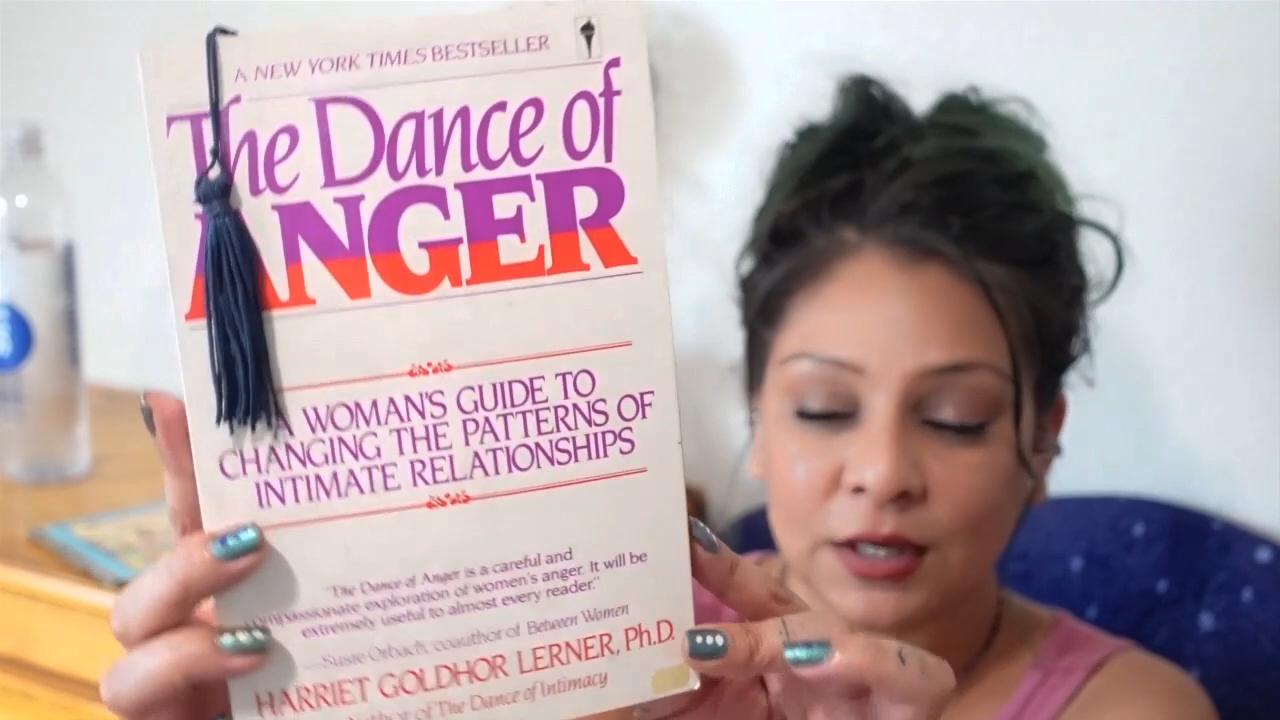 A NEW YORK TIMES BESTSELLER
The Dance of
ANGER
A WOMAN'S GUIDE TO
CHANGING THE PATTERNS OF
INTIMATE RELATIONSHIPS
"The Dance of Anger is a careful and
compassionate exploration of women's anger. It will be
extremely useful to almost every reader."
—Susie Orbach, coauthor of Between Women
HARRIET GOLDHOR LERNER, Ph.D.
Author of The Dance of Intimacy